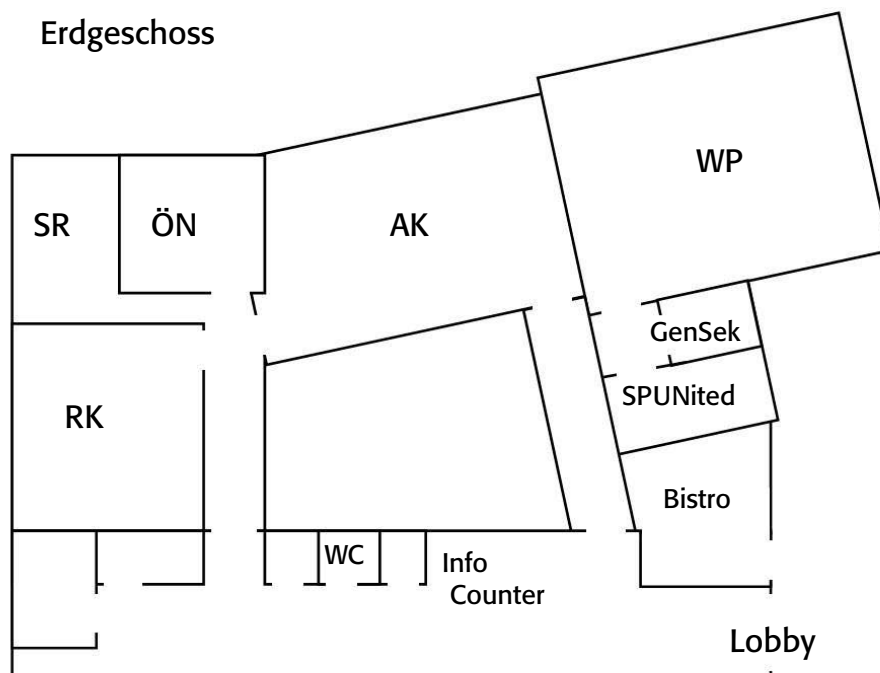 Erdgeschoss
WP
SR
ÖN
AK
GenSek
SPUNited
RK
Bistro
WC
Info
Counter
Lobby